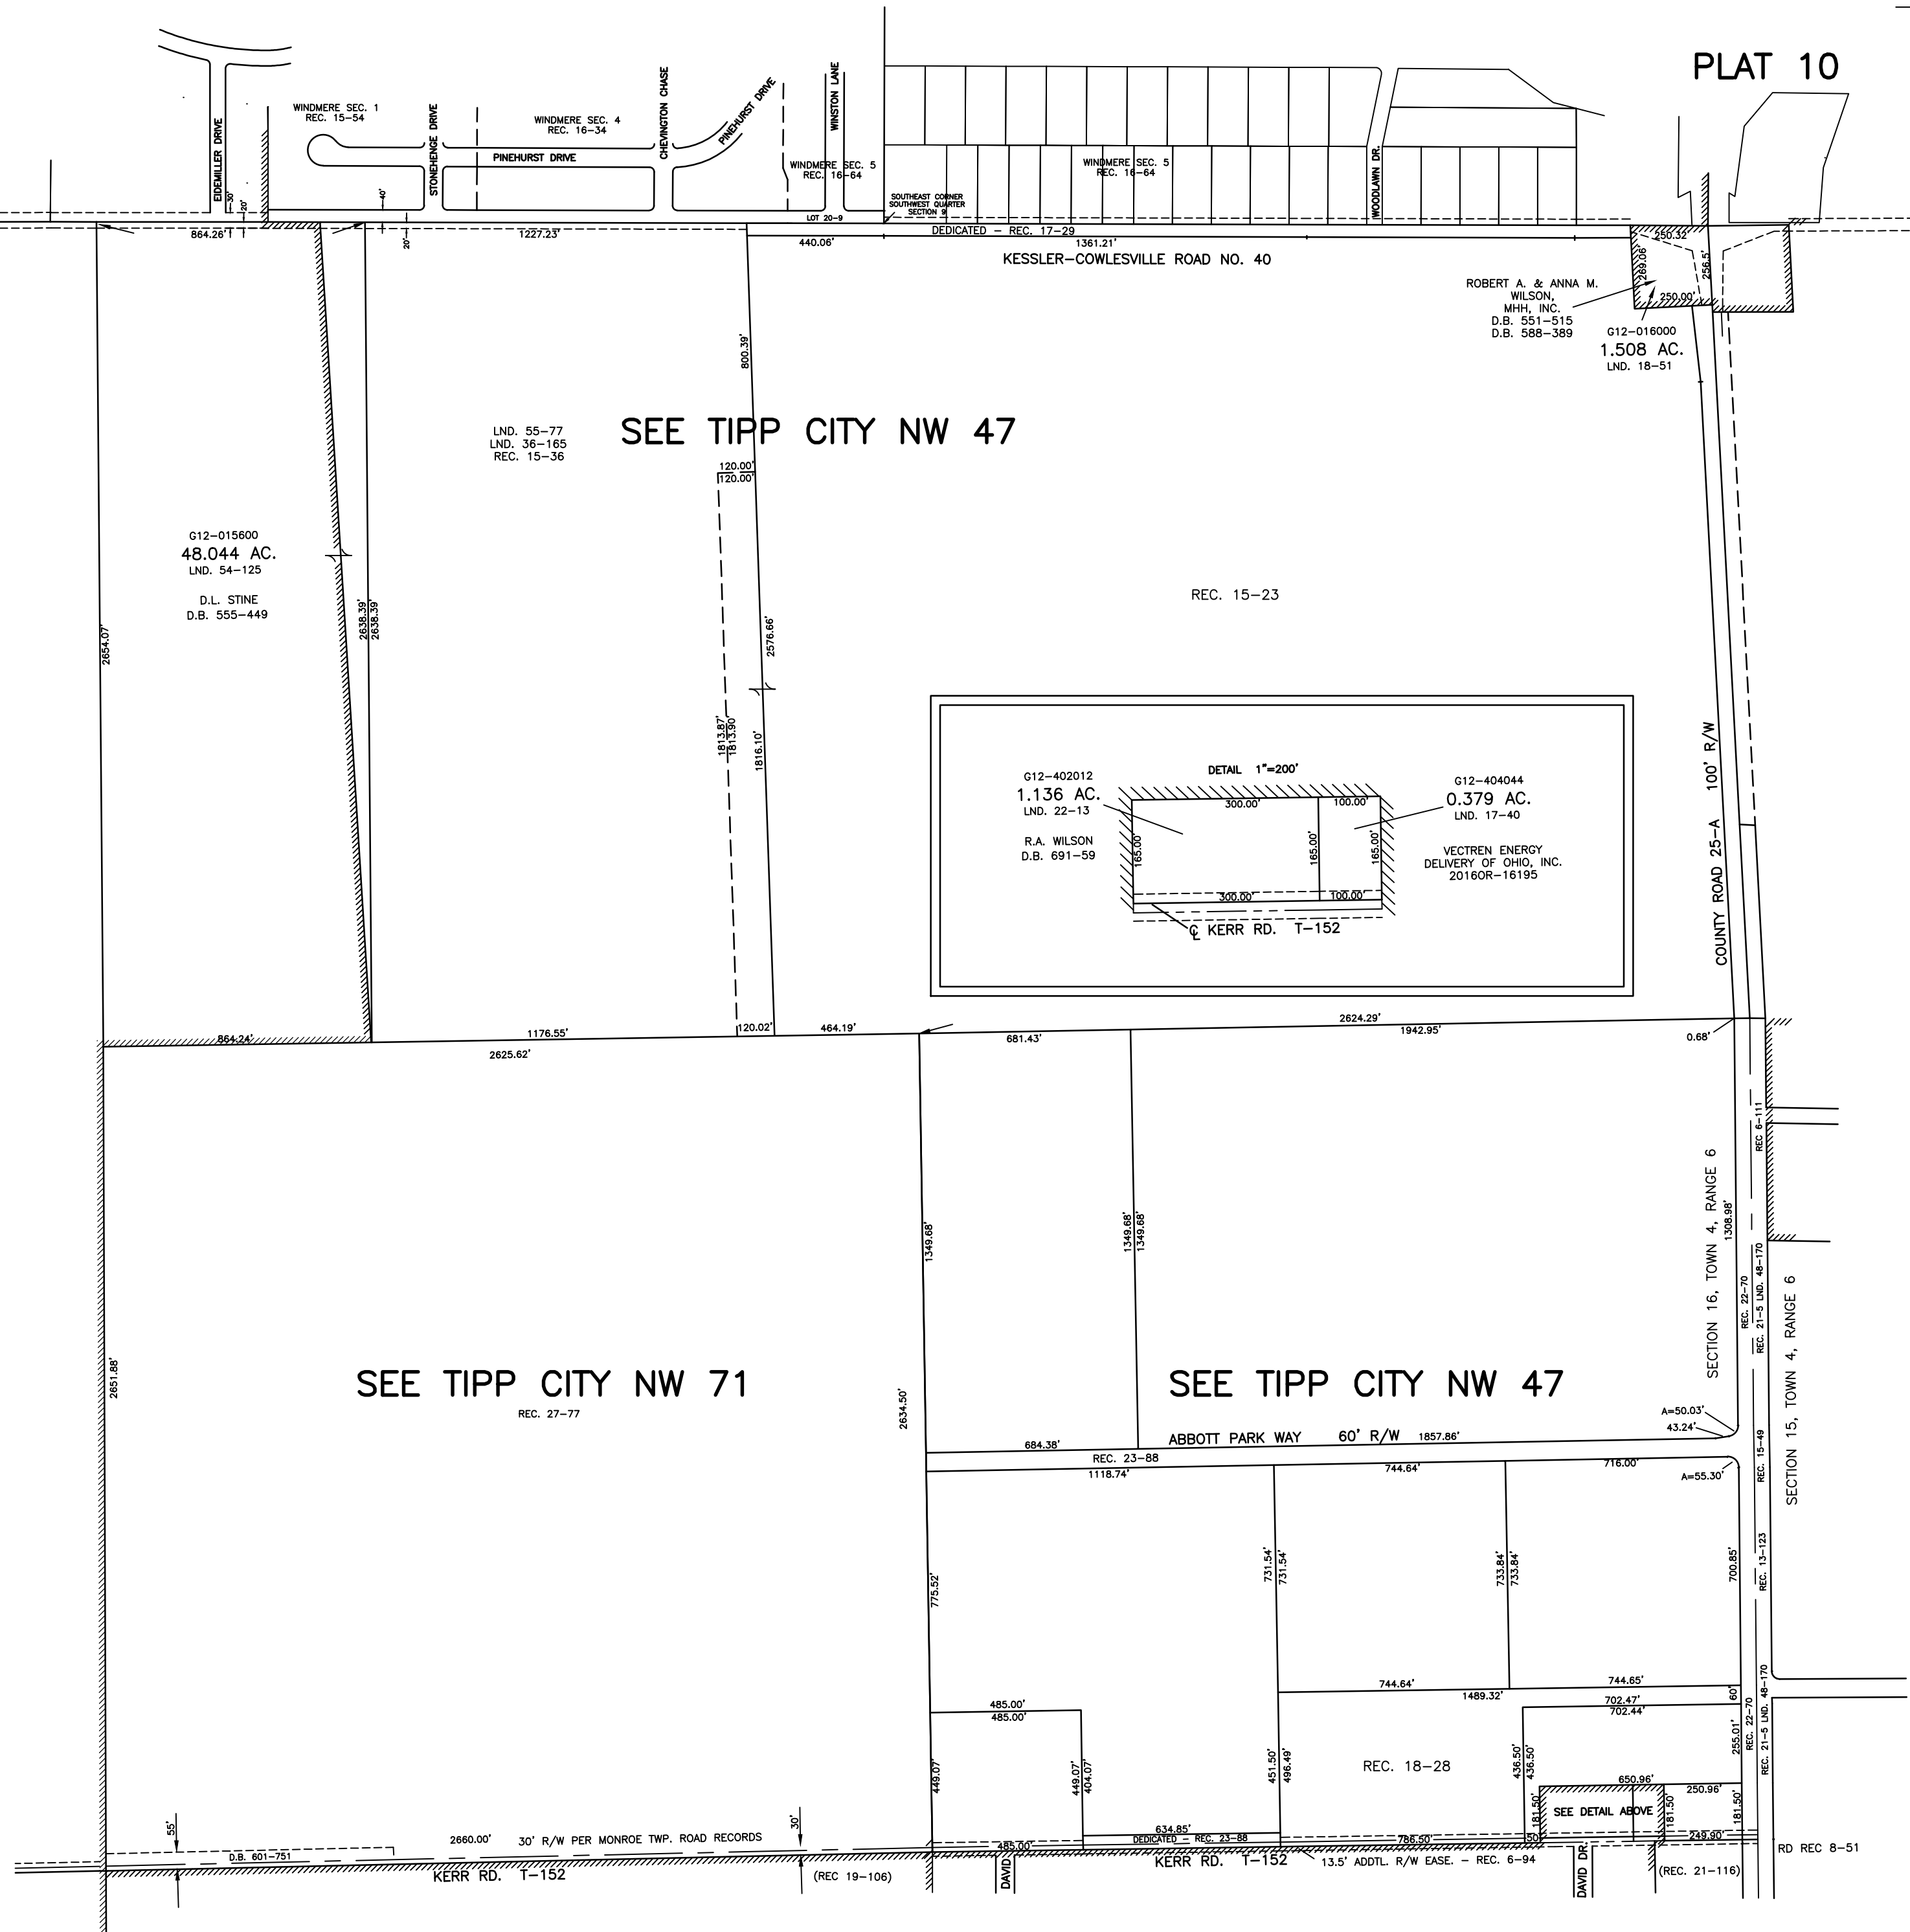 PLAT 10
WINDMERE SEC. 1
REC. 15-54
EIDEMILLER DRIVE
30'
20'
STONEHENGE DRIVE
40'
20'
WINDMERE SEC. 4
REC. 16-34
PINEHURST DRIVE
CHEVINGTON CHASE
PINEHURST DRIVE
WINSTON LANE
WINDMERE SEC. 5
REC. 16-64
WINDMERE SEC. 5
REC. 16-64
WOODLAWN DR.
LOT 20-9
SOUTHEAST CORNER
SOUTHWEST QUARTER
SECTION 9
864.26'
1227.23'
DEDICATED - REC. 17-29
440.06'
1361.21'
KESSLER-COWLESVILLE ROAD NO. 40
250.32'
269.06'
256.5'
250.00'
ROBERT A. & ANNA M.
WILSON,
MHH, INC.
D.B. 551-515
D.B. 588-389
G12-016000
1.508 AC.
LND. 18-51
800.39'
LND. 55-77
LND. 36-165
REC. 15-36
SEE TIPP CITY NW 47
120.00'
120.00'
G12-015600
48.044 AC.
LND. 54-125
D.L. STINE
D.B. 555-449
2654.07'
2638.39'
2638.39'
2576.66'
REC. 15-23
1813.87'
1813.90'
1816.10'
COUNTY ROAD 25-A 100' R/W
DETAIL 1"=200'
G12-402012
1.136 AC.
LND. 22-13
R.A. WILSON
D.B. 691-59
300.00'
100.00'
165.00'
165.00'
165.00'
300.00'
100.00'
G12-404044
0.379 AC.
LND. 17-40
VECTREN ENERGY
DELIVERY OF OHIO, INC.
2016OR-16195
℄ KERR RD. T-152
864.24'
1176.55'
120.02'
464.19'
2624.29'
2625.62'
681.43'
1942.95'
0.68'
REC 6-111
1349.68'
1349.68'
1349.68'
1308.98'
SECTION 16, TOWN 4, RANGE 6
REC. 22-70
REC. 21-5 LND. 48-170
SECTION 15, TOWN 4, RANGE 6
2651.88'
SEE TIPP CITY NW 71
REC. 27-77
2634.50'
SEE TIPP CITY NW 47
A=50.03'
43.24'
684.38'
ABBOTT PARK WAY 60' R/W 1857.86'
REC. 23-88
1118.74'
744.64'
716.00'
A=55.30'
REC. 15-49
REC. 13-123
775.52'
731.54'
731.54'
733.84'
733.84'
700.85'
744.64'
744.65'
1489.32'
60'
702.47'
702.44'
485.00'
485.00'
449.07'
449.07'
404.07'
451.50'
496.49'
REC. 18-28
436.50'
436.50'
255.01'
REC. 22-70
REC. 21-5 LND. 48-170
650.96'
250.96'
181.50'
SEE DETAIL ABOVE
181.50'
181.50'
55'
30'
2660.00'
30' R/W PER MONROE TWP. ROAD RECORDS
D.B. 601-751
KERR RD. T-152
(REC 19-106)
485.00'
634.85'
DEDICATED - REC. 23-88
786.50'
50'
249.90'
DAVID
KERR RD. T-152
13.5' ADDTL. R/W EASE. - REC. 6-94
DAVID DR.
(REC. 21-116)
RD REC 8-51